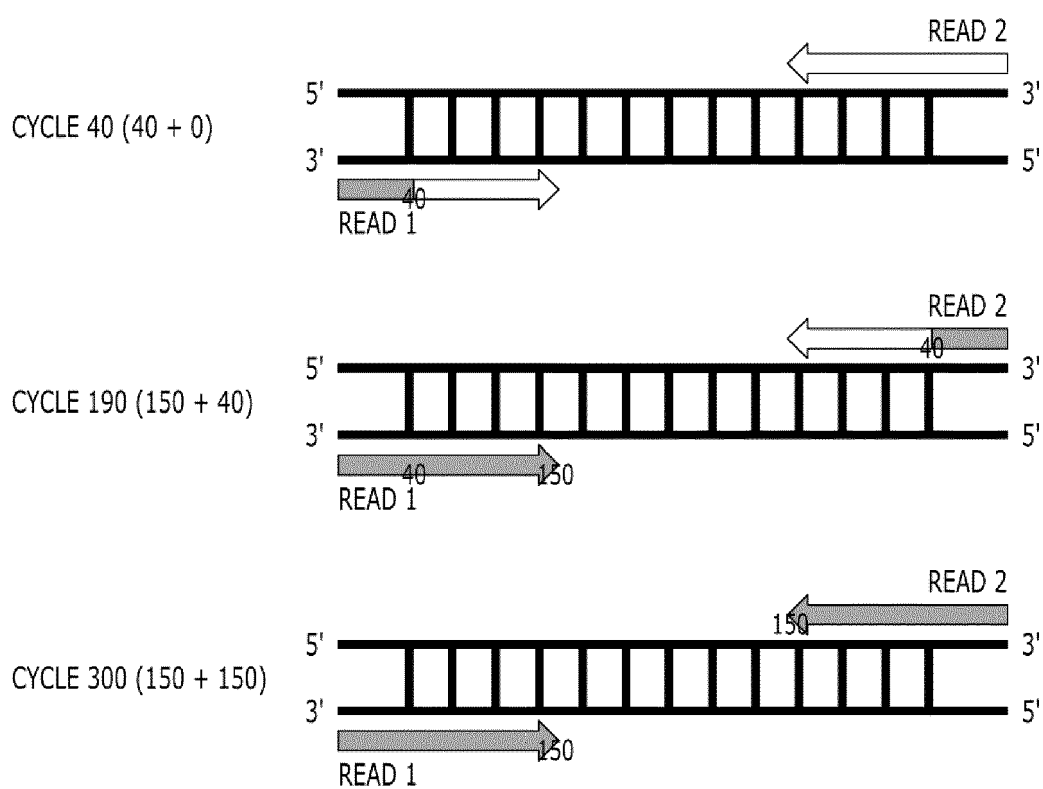 READ 2
5' 3'
CYCLE 40 (40 + 0)
3' 5'
40
READ 1
READ 2
40
5' 3'
CYCLE 190 (150 + 40)
3' 5'
40 150
READ 1
READ 2
150
5' 3'
CYCLE 300 (150 + 150)
3' 5'
150
READ 1